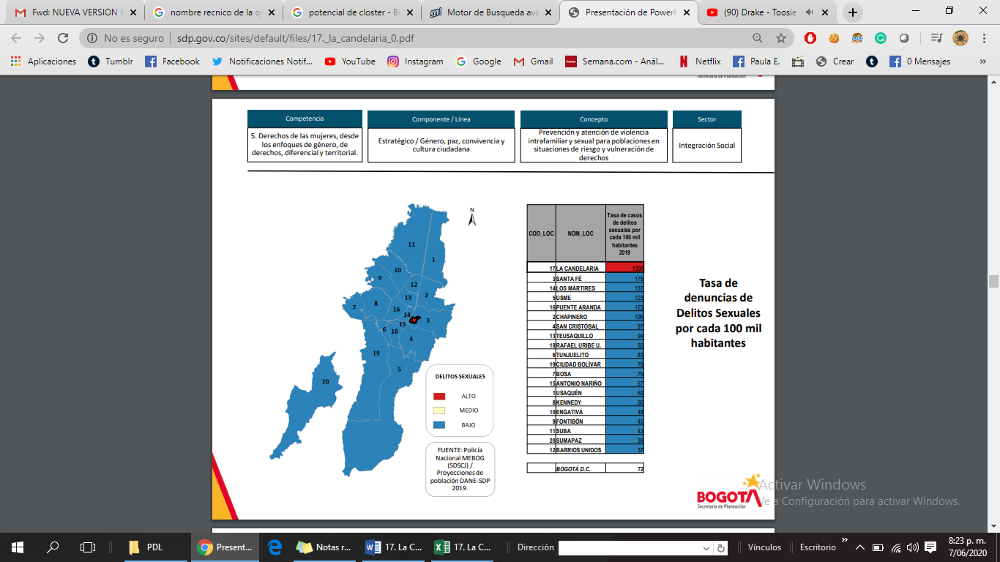 Fwd: NUEVA VERSION P
nombre recnico de la oj
potencial de closter - Bu
Motor de Busqueda ava
Presentación de PowerP
(90) Drake - Toosie
No es seguro | sdp.gov.co/sites/default/files/17._la_candelaria_0.pdf
Aplicaciones Tumblr Facebook Notificaciones Notif... YouTube Instagram Google Gmail Semana.com - Anál... Netflix Paula E. Crear 0 Mensajes »
Secretaría de Planeación
Competencia
5. Derechos de las mujeres, desde
los enfoques de género, de
derechos, diferencial y territorial.
Componente / Línea
Estratégico / Género, paz, convivencia y
cultura ciudadana
Concepto
Prevención y atención de violencia
intrafamiliar y sexual para poblaciones en
situaciones de riesgo y vulneración de
derechos
Sector
Integración Social
N
11
1
10
9
12
13
2
7
8
16
14
3
15
6
18
4
19
5
20
DELITOS SEXUALES
ALTO
MEDIO
BAJO
FUENTE: Policía
Nacional MEBOG
(SDSCJ) /
Proyecciones de
población DANE-SDP
2019.
COD_LOC NOM_LOC Tasa de casos
de delitos
sexuales por
cada 100 mil
habitantes
2019
17 LA CANDELARIA 1397
3 SANTA FÉ 175
14 LOS MÁRTIRES 137
5 USME 123
16 PUENTE ARANDA 123
2 CHAPINERO 106
4 SAN CRISTÓBAL 97
13 TEUSAQUILLO 94
18 RAFAEL URIBE U. 92
6 TUNJUELITO 83
19 CIUDAD BOLÍVAR 78
7 BOSA 75
15 ANTONIO NARIÑO 67
1 USAQUÉN 60
8 KENNEDY 56
10 ENGATIVÁ 48
9 FONTIBÓN 45
11 SUBA 43
20 SUMAPAZ 39
12 BARRIOS UNIDOS 37
BOGOTÁ D.C. 72
Tasa de
denuncias de
Delitos Sexuales
por cada 100 mil
habitantes
BOGOTÁ
Secretaría de Planeación
Activar Windows
Ve a Configuración para activar Windows.
PDL
Present...
Notas r...
17. La C...
17. La C...
Dirección
Vínculos
Escritorio »
8:23 p. m.
7/06/2020